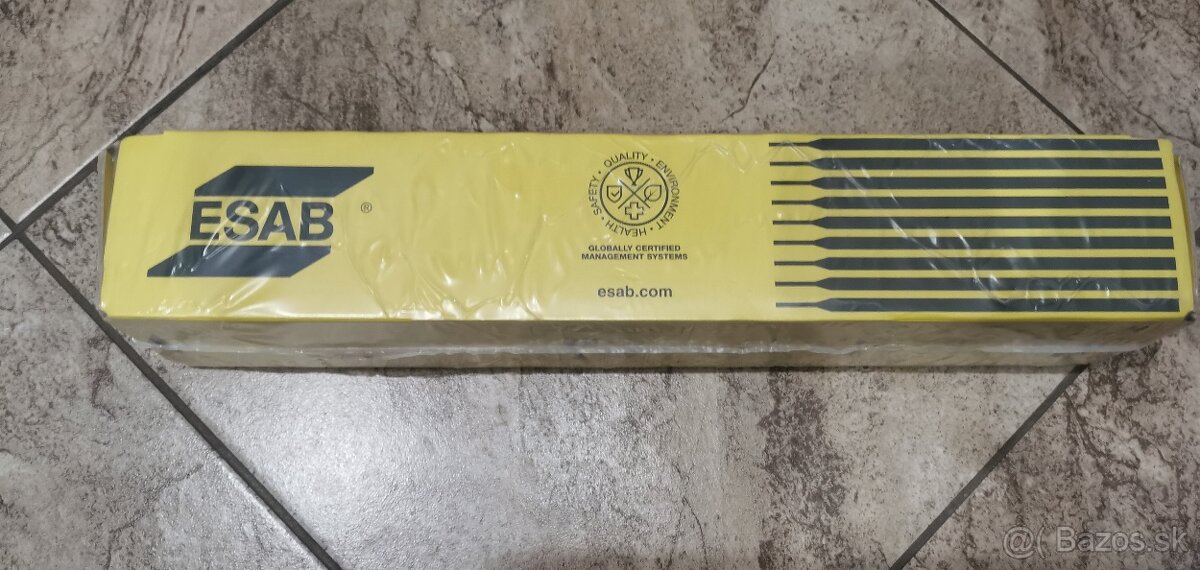 ESAB ®
QUALITY • ENVIRONMENT • HEALTH • SAFETY •
GLOBALLY CERTIFIED
MANAGEMENT SYSTEMS
esab.com
@( Bazos.sk